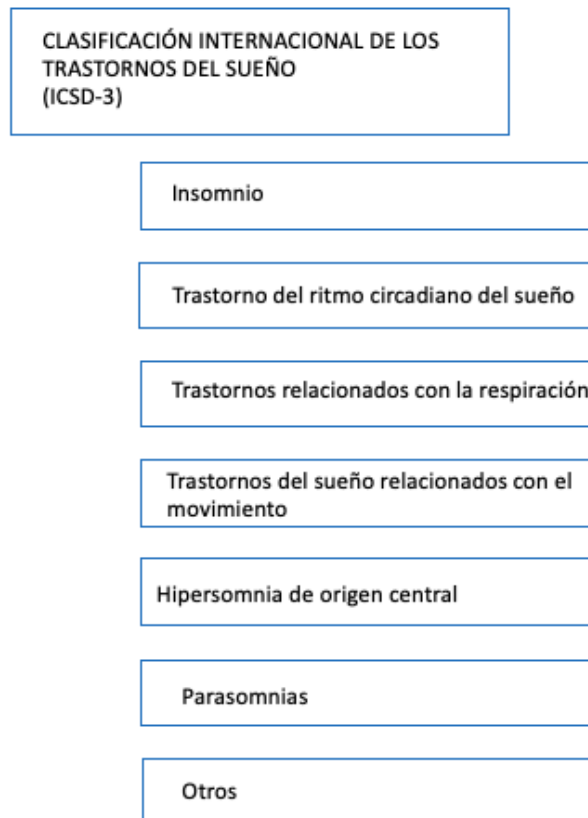 CLASIFICACIÓN INTERNACIONAL DE LOS
TRASTORNOS DEL SUEÑO
(ICSD-3)
Insomnio
Trastorno del ritmo circadiano del sueño
Trastornos relacionados con la respiración
Trastornos del sueño relacionados con el
movimiento
Hipersomnia de origen central
Parasomnias
Otros